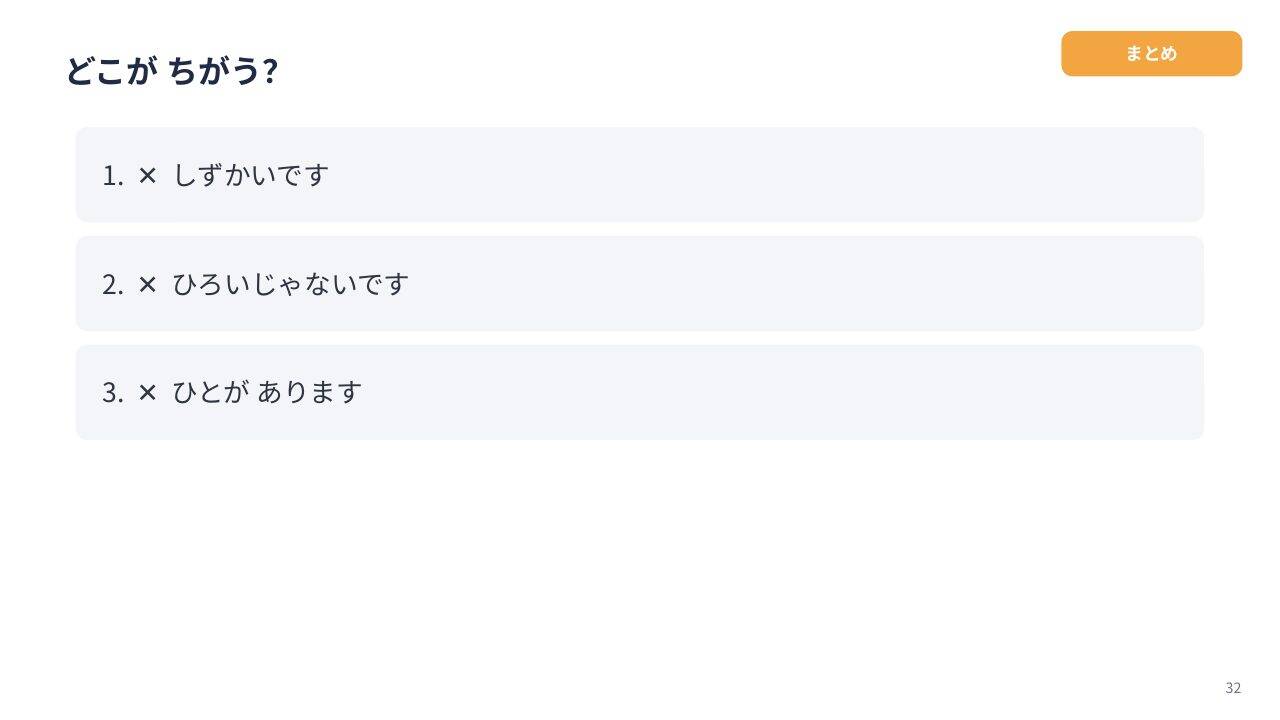 どこが ちがう?
まとめ
1. × しずかいです
2. × ひろいじゃないです
3. × ひとが あります
32